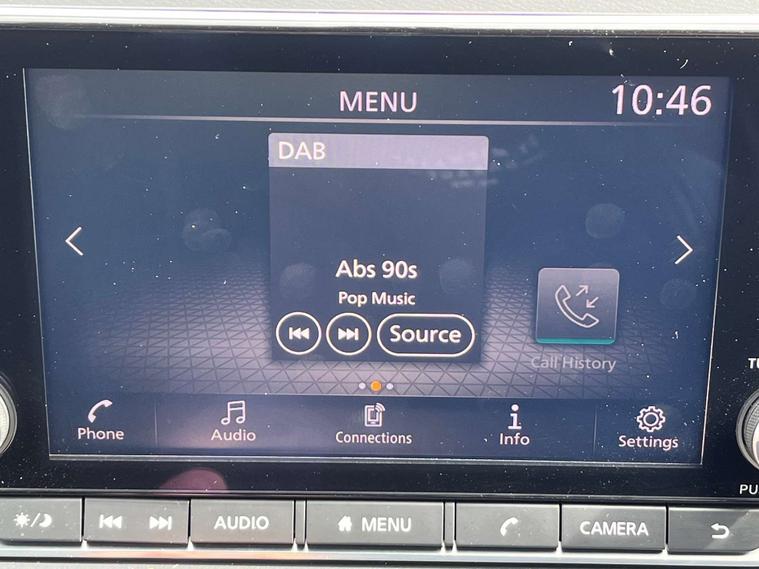 MENU 10:46
DAB
Abs 90s
Pop Music
Source
Call History
Phone Audio Connections Info Settings
AUDIO MENU CAMERA